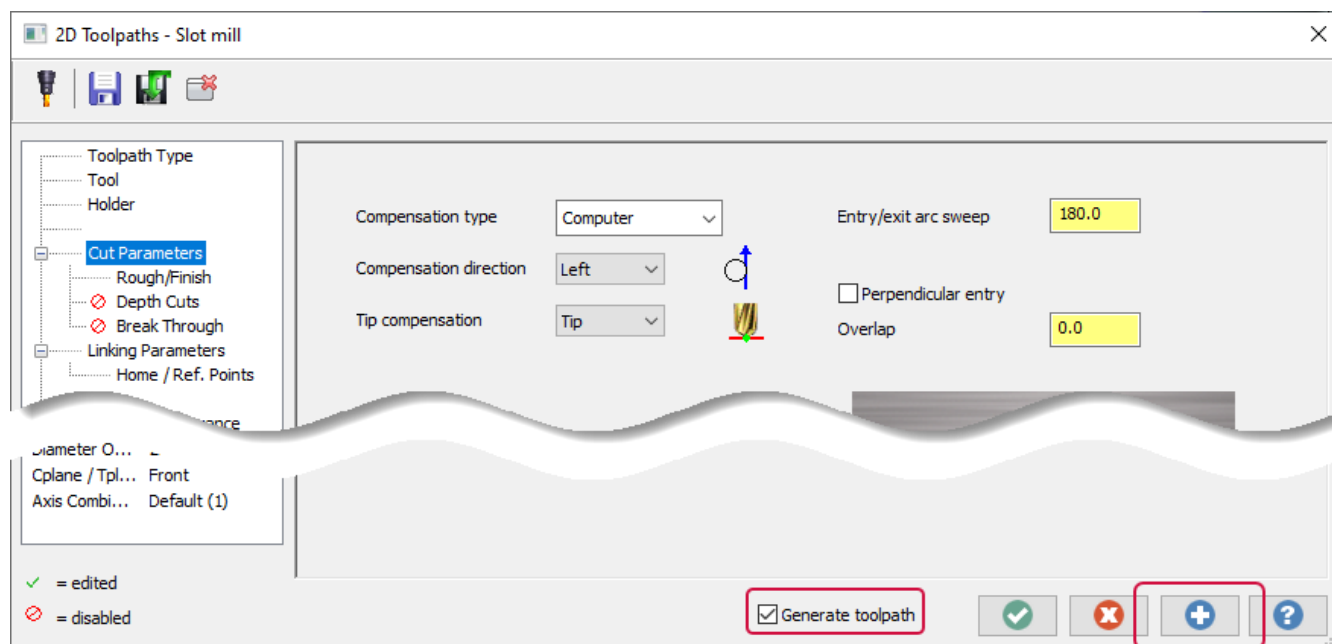 2D Toolpaths - Slot mill
Toolpath Type
Tool
Holder
Cut Parameters
Rough/Finish
Depth Cuts
Break Through
Linking Parameters
Home / Ref. Points
Diameter O...
Cplane / Tpl... Front
Axis Combi... Default (1)
= edited
= disabled
Compensation type Computer
Compensation direction Left
Tip compensation Tip
Entry/exit arc sweep 180.0
Perpendicular entry
Overlap 0.0
Generate toolpath